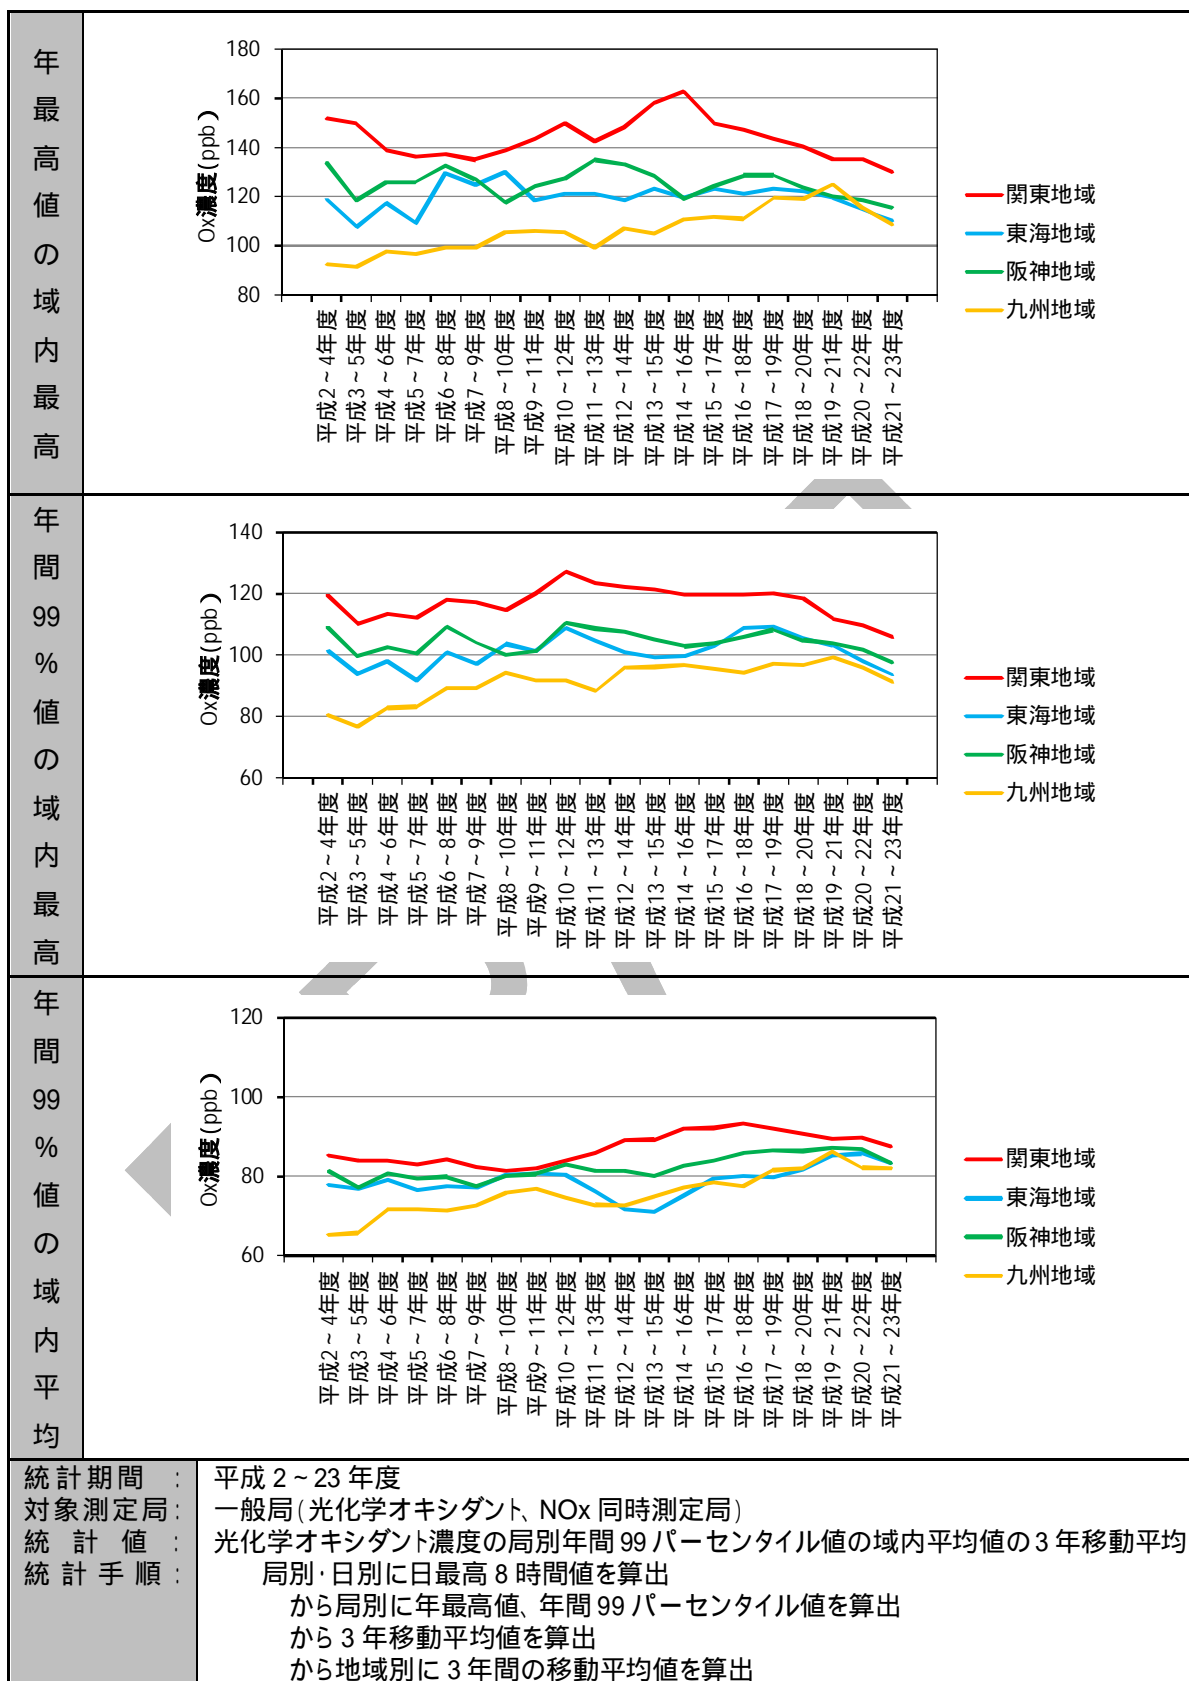 年最高値の域内最高
Ox濃度(ppb)
180
160
140
120
100
80
平成2~4年度
平成3~5年度
平成4~6年度
平成5~7年度
平成6~8年度
平成7~9年度
平成8~10年度
平成9~11年度
平成10~12年度
平成11~13年度
平成12~14年度
平成13~15年度
平成14~16年度
平成15~17年度
平成16~18年度
平成17~19年度
平成18~20年度
平成19~21年度
平成20~22年度
平成21~23年度
関東地域
東海地域
阪神地域
九州地域
年間99%値の域内最高
Ox濃度(ppb)
140
120
100
80
60
平成2~4年度
平成3~5年度
平成4~6年度
平成5~7年度
平成6~8年度
平成7~9年度
平成8~10年度
平成9~11年度
平成10~12年度
平成11~13年度
平成12~14年度
平成13~15年度
平成14~16年度
平成15~17年度
平成16~18年度
平成17~19年度
平成18~20年度
平成19~21年度
平成20~22年度
平成21~23年度
関東地域
東海地域
阪神地域
九州地域
年間99%値の域内平均
Ox濃度(ppb)
120
100
80
60
平成2~4年度
平成3~5年度
平成4~6年度
平成5~7年度
平成6~8年度
平成7~9年度
平成8~10年度
平成9~11年度
平成10~12年度
平成11~13年度
平成12~14年度
平成13~15年度
平成14~16年度
平成15~17年度
平成16~18年度
平成17~19年度
平成18~20年度
平成19~21年度
平成20~22年度
平成21~23年度
関東地域
東海地域
阪神地域
九州地域
統計期間 : 平成2~23年度
対象測定局: 一般局(光化学オキシダント、NOx同時測定局)
統計値 : 光化学オキシダント濃度の局別年間99パーセンタイル値の域内平均値の3年移動平均
統計手順: 局別・日別に日最高8時間値を算出
から局別に年最高値、年間99パーセンタイル値を算出
から3年移動平均値を算出
から地域別に3年間の移動平均値を算出